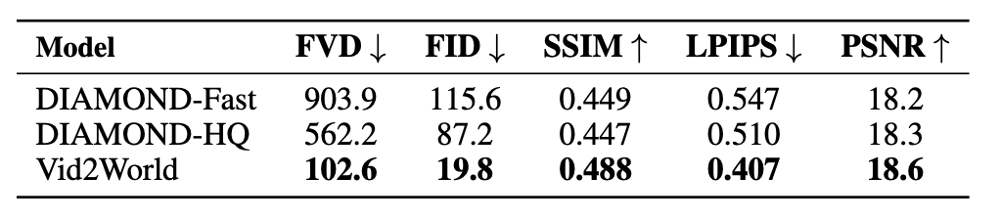 Model FVD ↓ FID ↓ SSIM ↑ LPIPS ↓ PSNR ↑
DIAMOND-Fast 903.9 115.6 0.449 0.547 18.2
DIAMOND-HQ 562.2 87.2 0.447 0.510 18.3
Vid2World 102.6 19.8 0.488 0.407 18.6